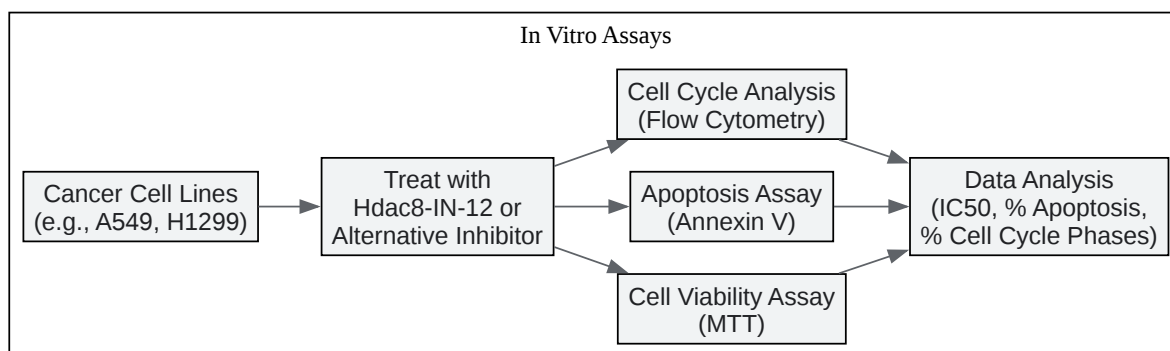 In Vitro Assays
Cancer Cell Lines
(e.g., A549, H1299)
Treat with
Hdac8-IN-12 or
Alternative Inhibitor
Cell Cycle Analysis
(Flow Cytometry)
Apoptosis Assay
(Annexin V)
Cell Viability Assay
(MTT)
Data Analysis
(IC50, % Apoptosis,
% Cell Cycle Phases)